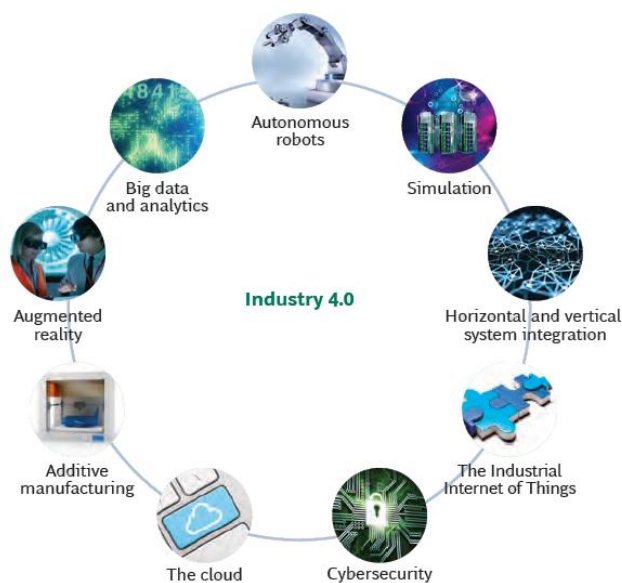 Autonomous
robots
Simulation
Horizontal and vertical
system integration
The Industrial
Internet of Things
Cybersecurity
The cloud
Additive
manufacturing
Augmented
reality
Big data
and analytics
Industry 4.0